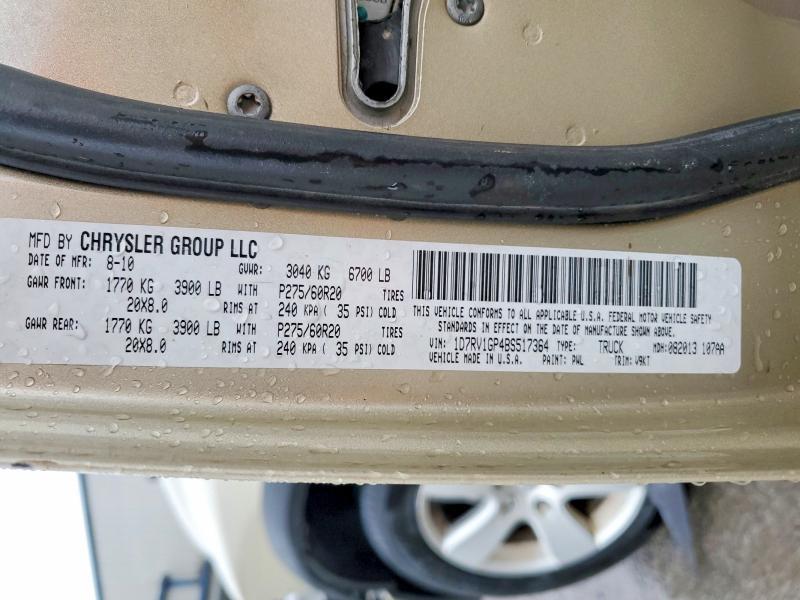 MFD BY CHRYSLER GROUP LLC
DATE OF MFR: 8-10 GVWR: 3040 KG 6700 LB
GAWR FRONT: 1770 KG 3900 LB WITH P275/60R20 TIRES
20X8.0 RIMS AT 240 KPA ( 35 PSI) COLD
GAWR REAR: 1770 KG 3900 LB WITH P275/60R20 TIRES
20X8.0 RIMS AT 240 KPA ( 35 PSI) COLD
THIS VEHICLE CONFORMS TO ALL APPLICABLE U.S.A. FEDERAL MOTOR VEHICLE SAFETY
STANDARDS IN EFFECT ON THE DATE OF MANUFACTURE SHOWN ABOVE.
VIN: 1D7RV1GP4BS517364 TYPE: TRUCK MDH:082013 107AA
VEHICLE MADE IN U.S.A. PAINT: PWL TRIM: V9KT